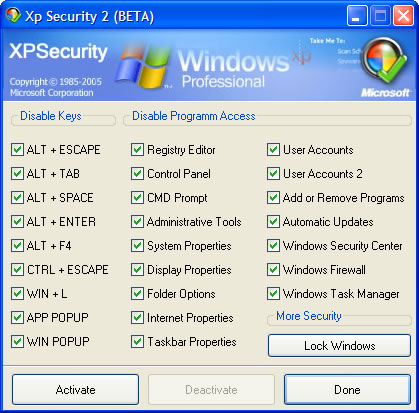 Xp Security 2 (BETA)
XPSecurity
Copyright © 1985-2005
Microsoft Corporation
Windows xp
Professional
Take Me To:
Microsoft
Disable Keys
ALT + ESCAPE
ALT + TAB
ALT + SPACE
ALT + ENTER
ALT + F4
CTRL + ESCAPE
WIN + L
APP POPUP
WIN POPUP
Disable Programm Access
Registry Editor
Control Panel
CMD Prompt
Administrative Tools
System Properties
Display Properties
Folder Options
Internet Properties
Taskbar Properties
User Accounts
User Accounts 2
Add or Remove Programs
Automatic Updates
Windows Security Center
Windows Firewall
Windows Task Manager
More Security
Lock Windows
Activate
Deactivate
Done